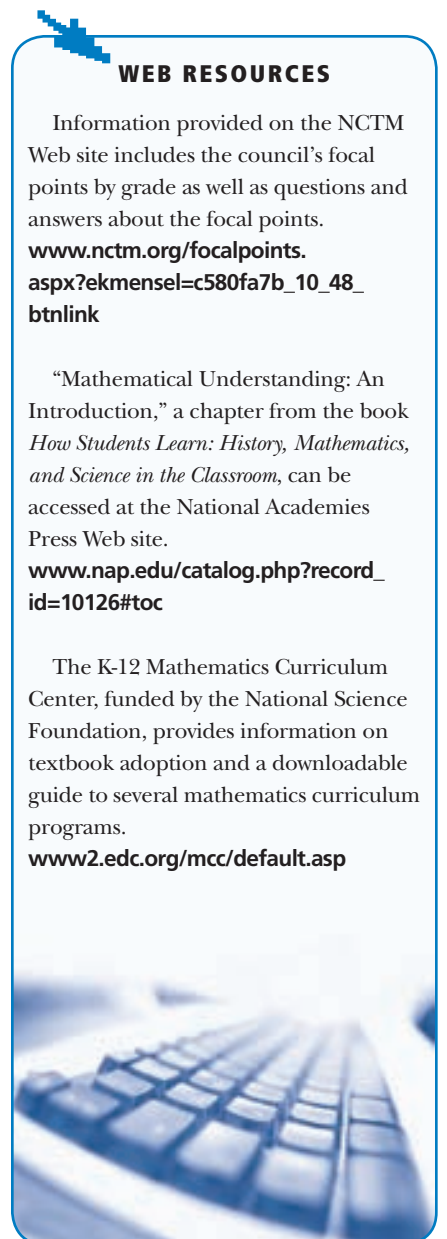 WEB RESOURCES
Information provided on the NCTM
Web site includes the council’s focal
points by grade as well as questions and
answers about the focal points.
www.nctm.org/focalpoints.
aspx?ekmensel=c580fa7b_10_48_
btnlink
“Mathematical Understanding: An
Introduction,” a chapter from the book
How Students Learn: History, Mathematics,
and Science in the Classroom, can be
accessed at the National Academies
Press Web site.
www.nap.edu/catalog.php?record_
id=10126#toc
The K-12 Mathematics Curriculum
Center, funded by the National Science
Foundation, provides information on
textbook adoption and a downloadable
guide to several mathematics curriculum
programs.
www2.edc.org/mcc/default.asp